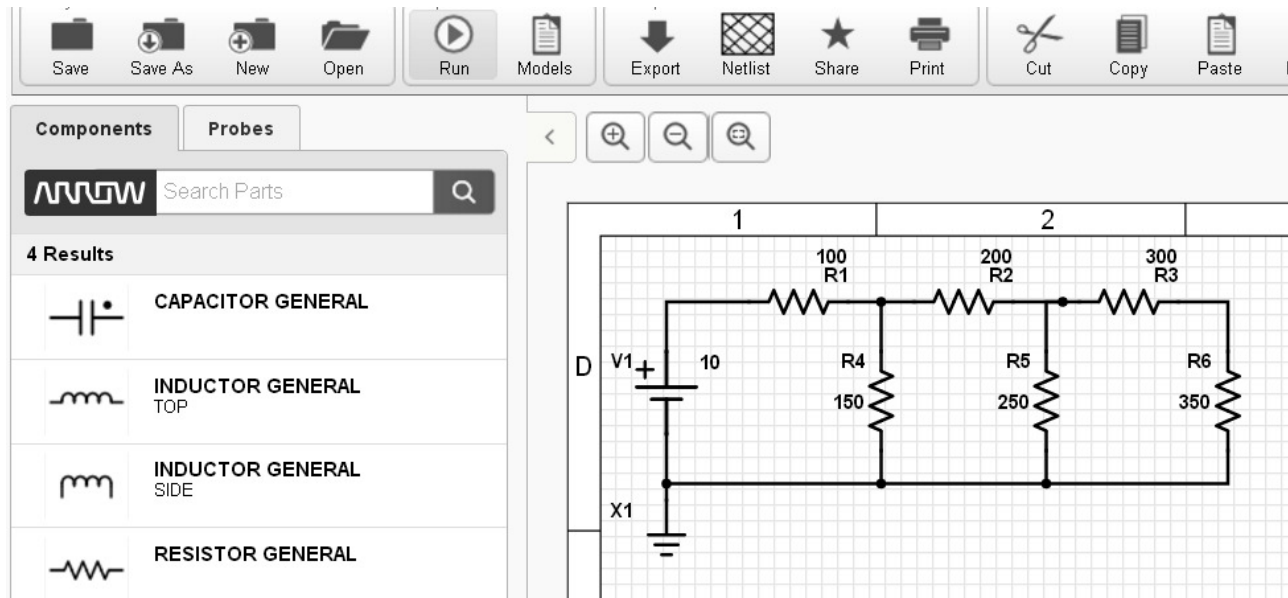 Save
Save As
New
Open
Run
Models
Export
Netlist
Share
Print
Cut
Copy
Paste
Components
Probes
ARROW
Search Parts
4 Results
CAPACITOR GENERAL
INDUCTOR GENERAL
TOP
INDUCTOR GENERAL
SIDE
RESISTOR GENERAL
1
2
D
100
R1
200
R2
300
R3
V1
+
10
R4
150
R5
250
R6
350
X1